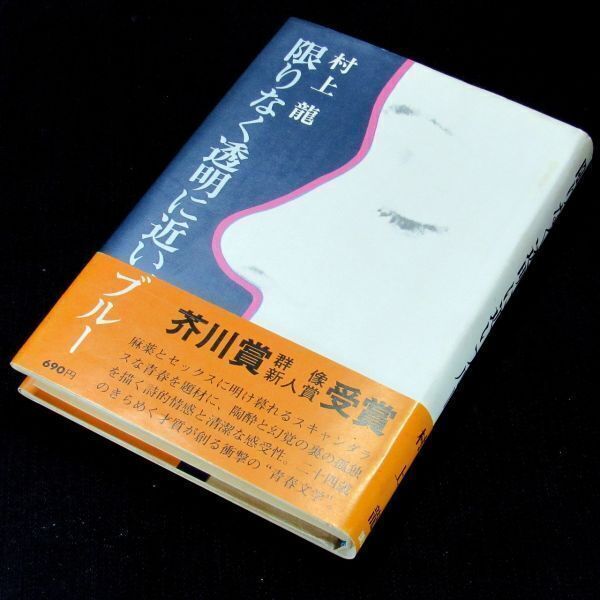 村上龍
限りなく透明に近いブルー
芥川賞 群像新人賞 受賞
麻薬とセックスに明け暮れるスキャンダラ
スな青春を題材に、陶酔と幻覚の裏の孤独
を描く詩的情感と清潔な感受性。二十四歳
のきらめく才質が創る衝撃の"青春文学"
690円
村上龍